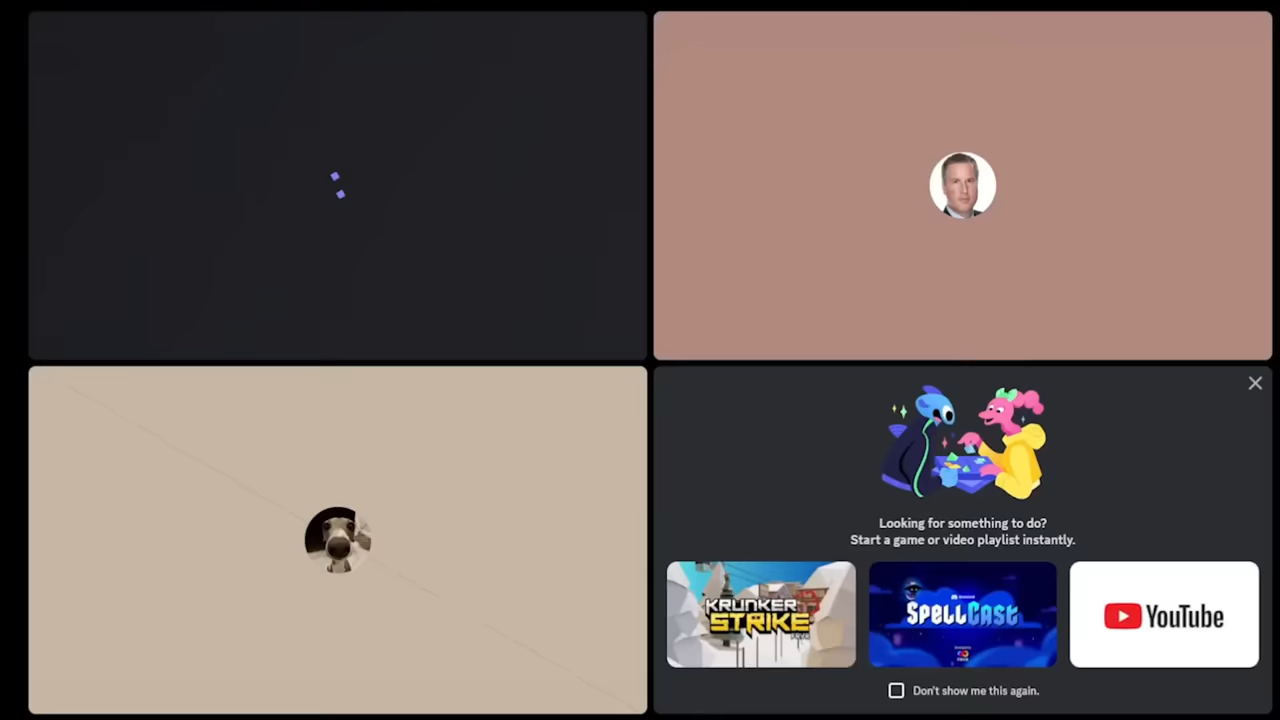 Looking for something to do?
Start a game or video playlist instantly.
KRUNKER
STRIKE
FRVR
SPELLCAST
YouTube
Don't show me this again.